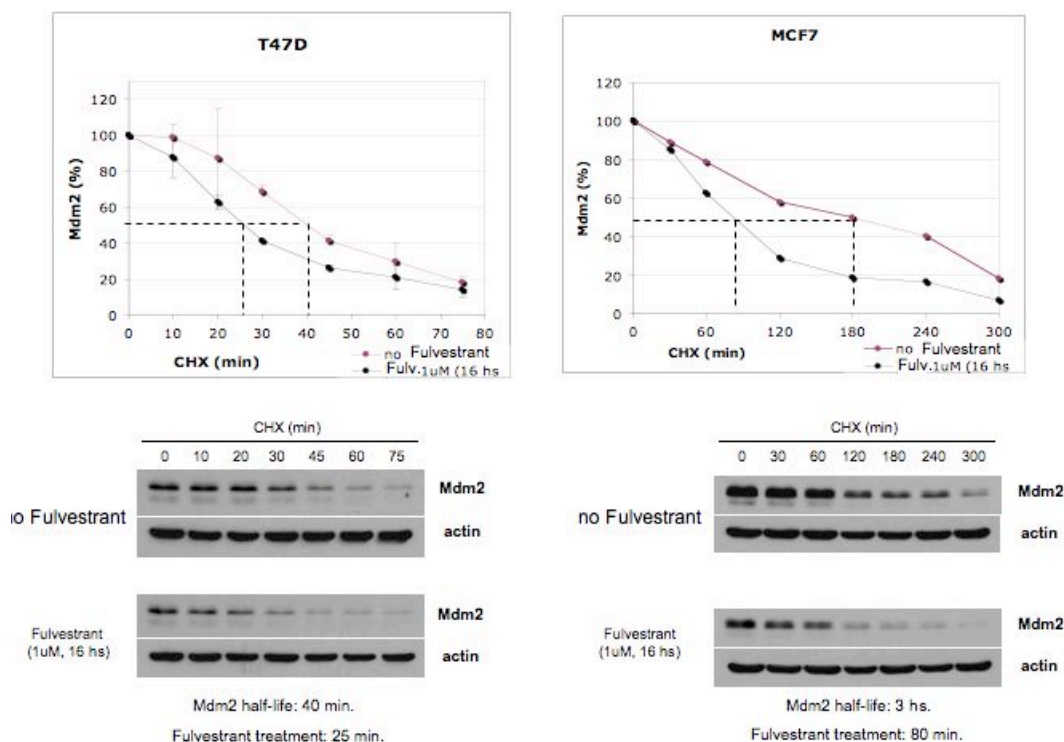 T47D
Mdm2 (%)
120
100
80
60
40
20
0
0 10 20 30 40 50 60 70 80
CHX (min)
no Fulvestrant
Fulv.1uM (16 hs
MCF7
Mdm2 (%)
120
100
80
60
40
20
0
0 60 120 180 240 300
CHX (min)
no Fulvestrant
Fulv.1uM (16 hs
CHX (min)
0 10 20 30 45 60 75
no Fulvestrant
Mdm2
actin
Fulvestrant
(1uM, 16 hs)
Mdm2
actin
Mdm2 half-life: 40 min.
Fulvestrant treatment: 25 min.
CHX (min)
0 30 60 120 180 240 300
no Fulvestrant
Mdm2
actin
Fulvestrant
(1uM, 16 hs)
Mdm2
actin
Mdm2 half-life: 3 hs.
Fulvestrant treatment: 80 min.